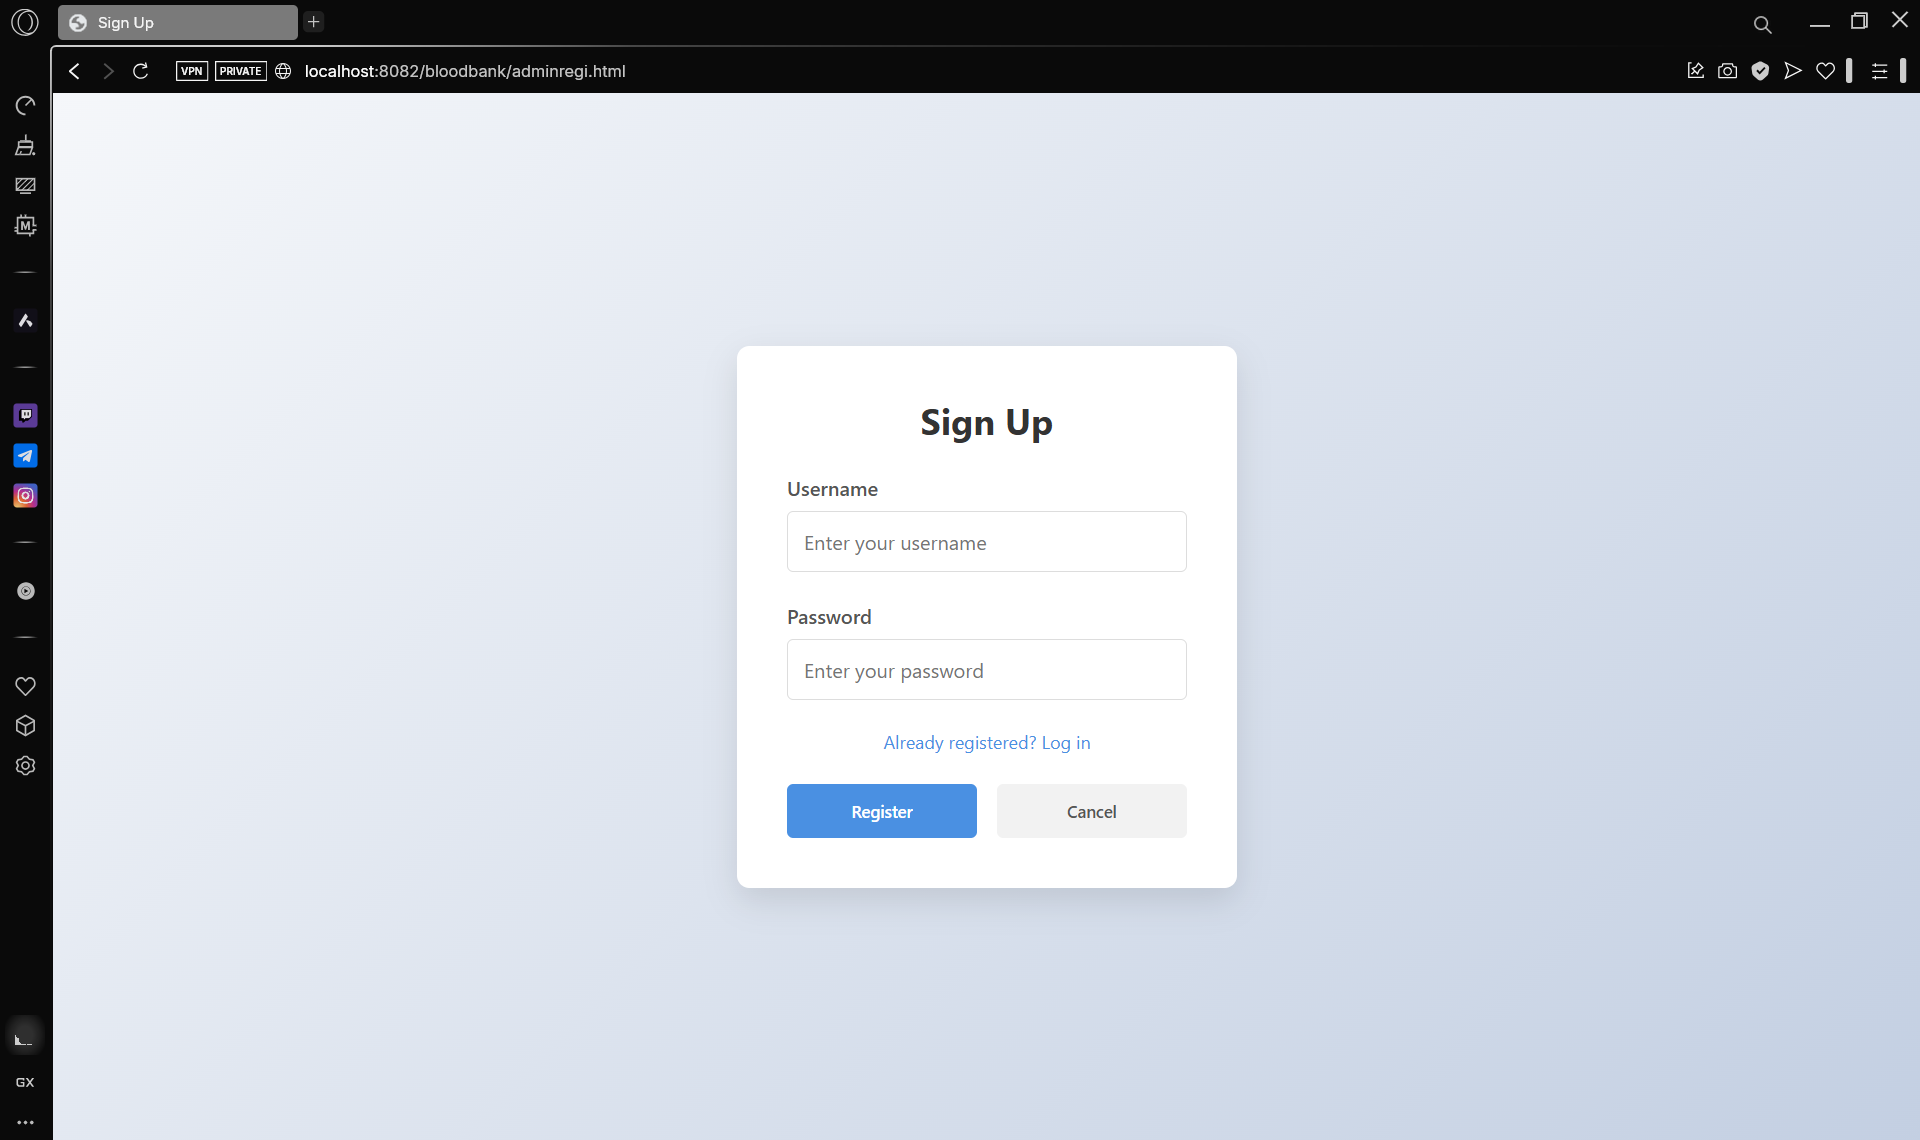 Sign Up
VPN PRIVATE localhost:8082/bloodbank/adminregi.html
M
Sign Up
Username
Enter your username
Password
Enter your password
Already registered? Log in
Register Cancel
GX